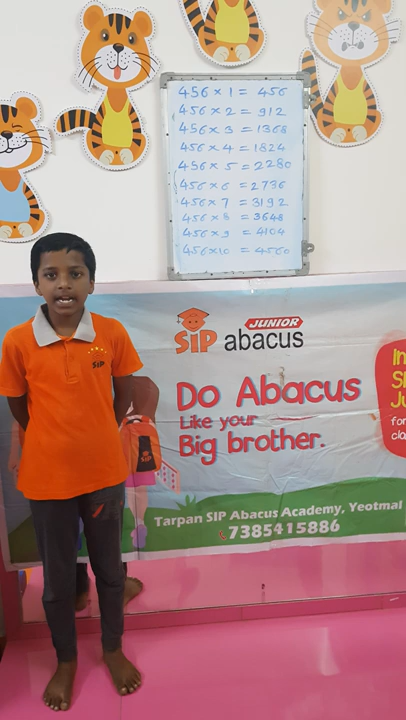 456 × 1 = 456
456 × 2 = 912
456 × 3 = 1368
456 × 4 = 1824
456 × 5 = 2280
456 × 6 = 2736
456 × 7 = 3192
456 × 8 = 3648
456 × 9 = 4104
456 × 10 = 4560
JUNIOR
SIP abacus
SIP
Do Abacus
Like your
Big brother.
SIP
Tarpan SIP Abacus Academy, Yeotmal
7385415886